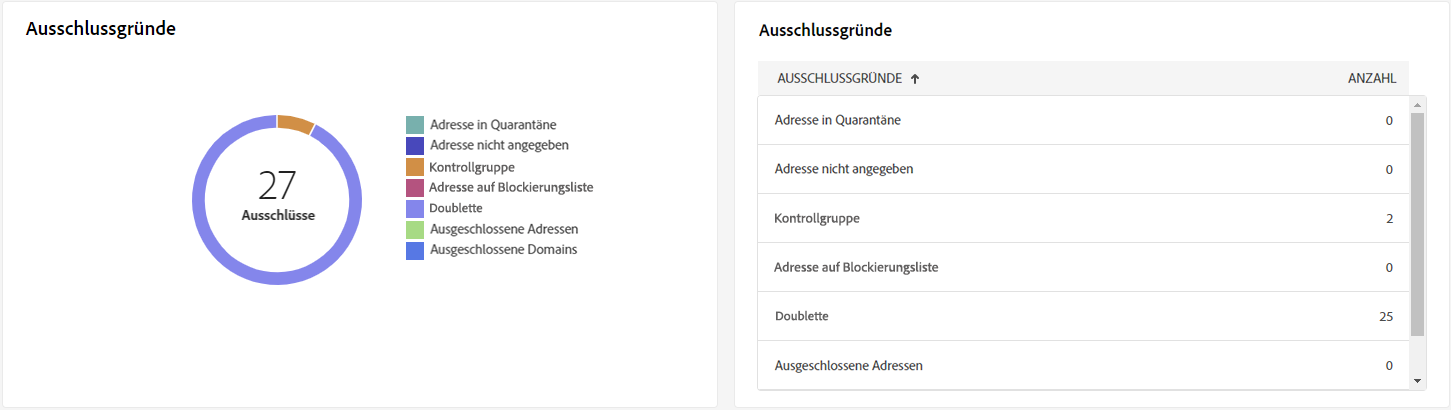 Ausschlussgründe
27
Ausschlüsse
Adresse in Quarantäne
Adresse nicht angegeben
Kontrollgruppe
Adresse auf Blockierungsliste
Doublette
Ausgeschlossene Adressen
Ausgeschlossene Domains
Ausschlussgründe
AUSSCHLUSSGRÜNDE ↑ ANZAHL
Adresse in Quarantäne 0
Adresse nicht angegeben 0
Kontrollgruppe 2
Adresse auf Blockierungsliste 0
Doublette 25
Ausgeschlossene Adressen 0